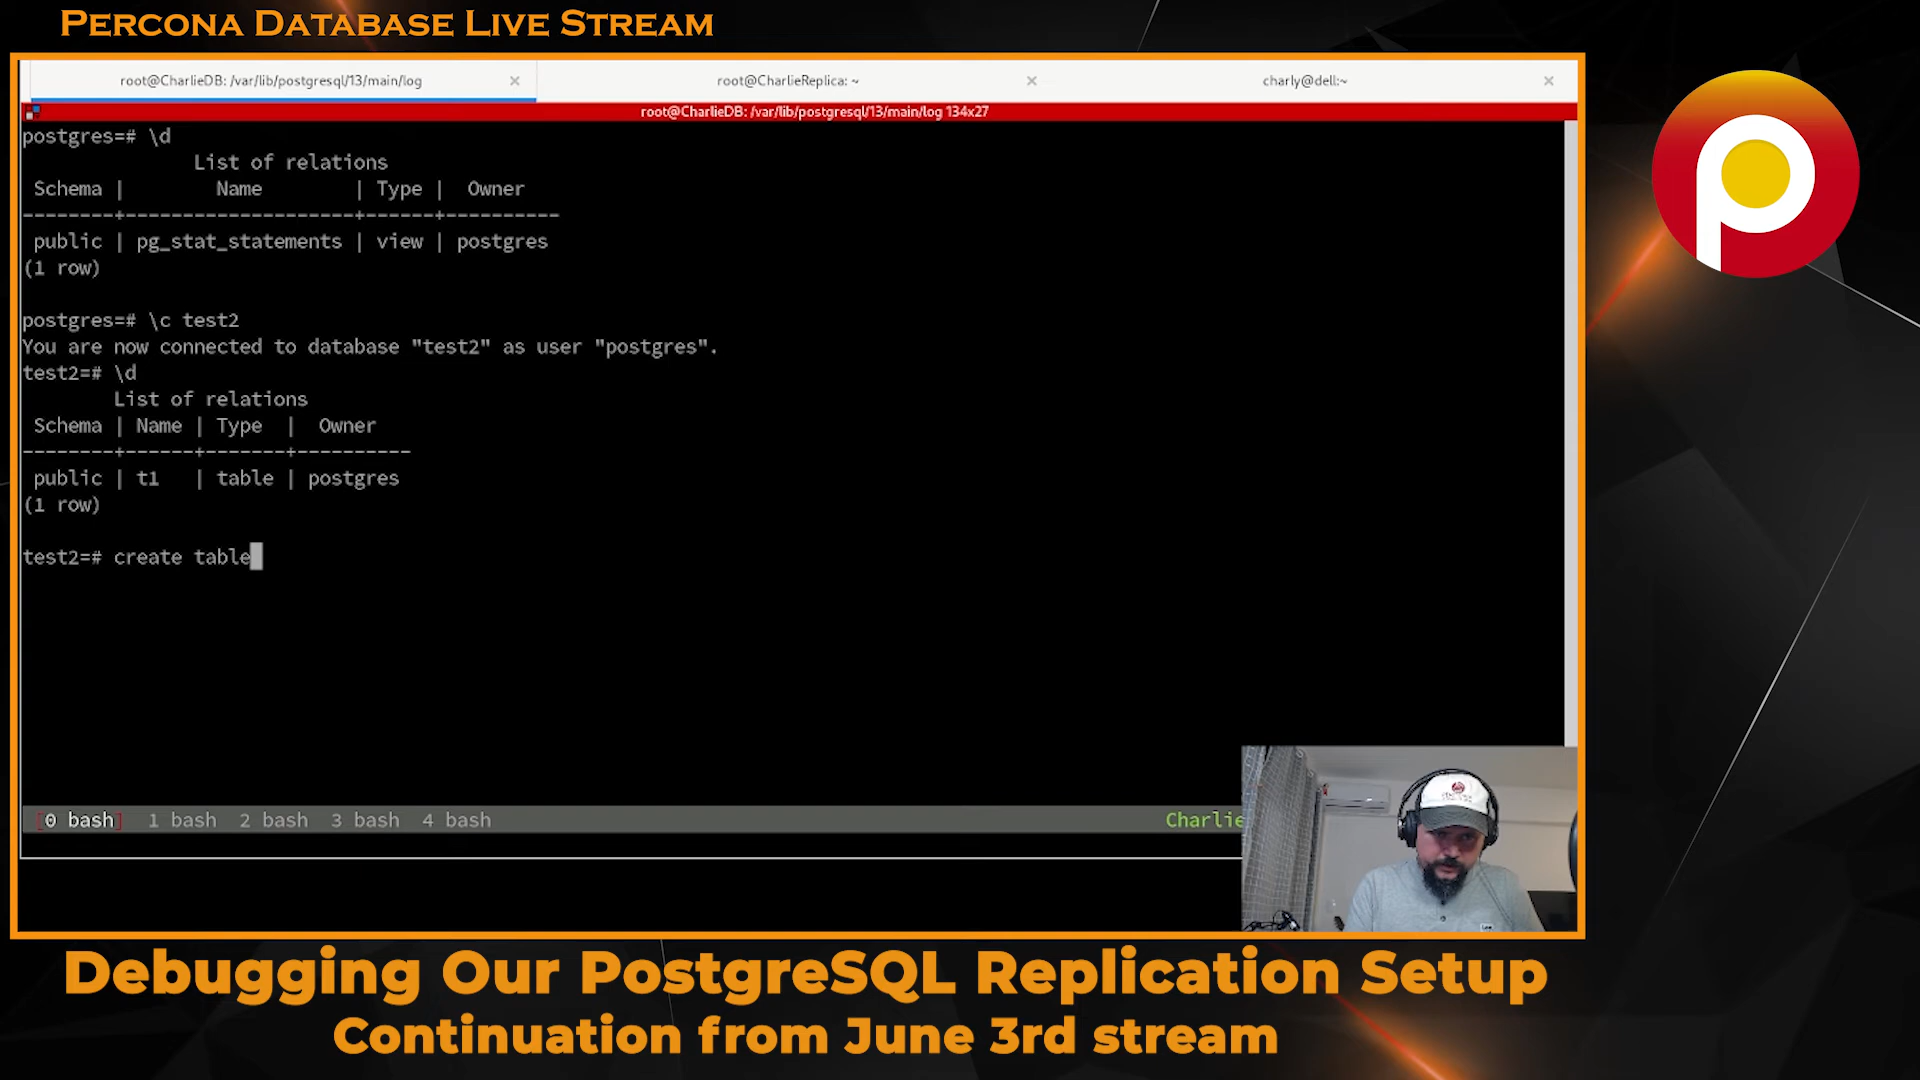 PERCONA DATABASE LIVE STREAM
root@CharlieDB: /var/lib/postgresql/13/main/log × root@CharlieReplica: ~ × charly@dell:~ ×
root@CharlieDB: /var/lib/postgresql/13/main/log 134x27
postgres=# \d
List of relations
Schema | Name | Type | Owner
--------+--------------------+------+----------
public | pg_stat_statements | view | postgres
(1 row)
postgres=# \c test2
You are now connected to database "test2" as user "postgres".
test2=# \d
List of relations
Schema | Name | Type | Owner
--------+------+-------+----------
public | t1 | table | postgres
(1 row)
test2=# create table
[0 bash] 1 bash 2 bash 3 bash 4 bash Charlie
Debugging Our PostgreSQL Replication Setup
Continuation from June 3rd stream